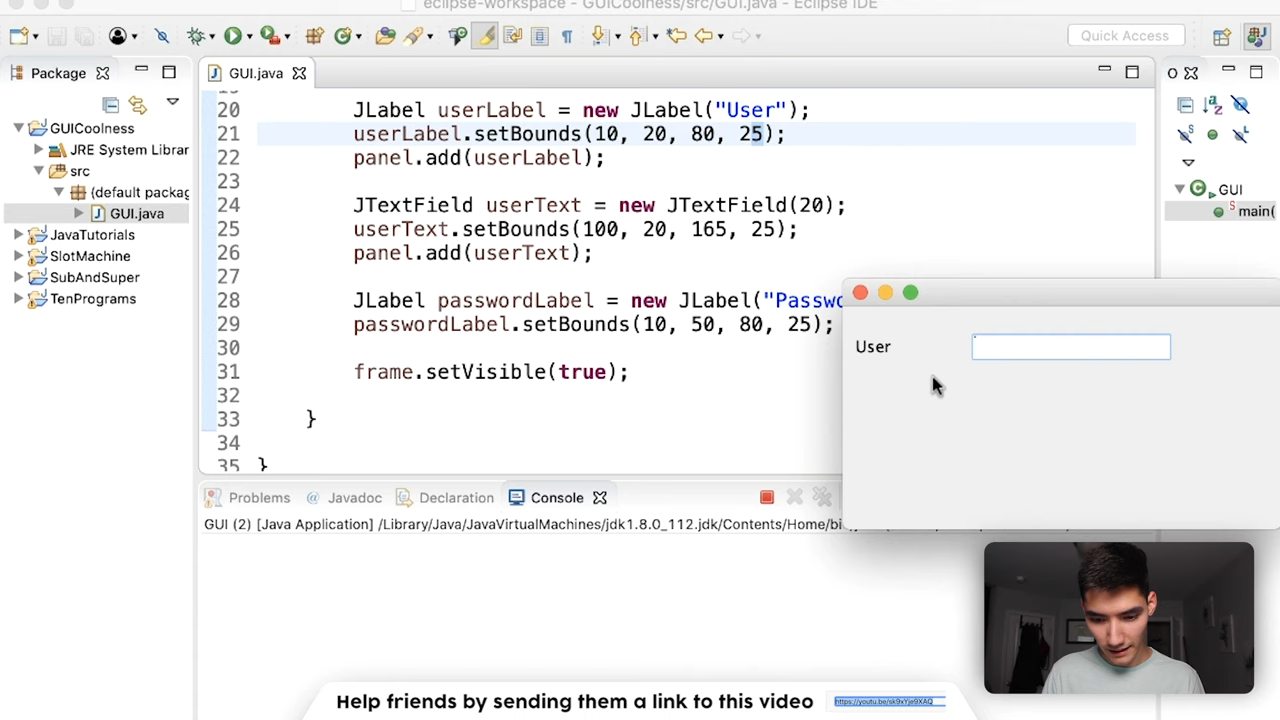 eclipse-workspace - GUICoolness/src/GUI.java - Eclipse IDE
Quick Access
Package
GUI.java
O
GUICoolness
JRE System Librar
src
(default packag
GUI.java
JavaTutorials
SlotMachine
SubAndSuper
TenPrograms
20 JLabel userLabel = new JLabel("User");
21 userLabel.setBounds(10, 20, 80, 25);
22 panel.add(userLabel);
23
24 JTextField userText = new JTextField(20);
25 userText.setBounds(100, 20, 165, 25);
26 panel.add(userText);
27
28 JLabel passwordLabel = new JLabel("Passwo
29 passwordLabel.setBounds(10, 50, 80, 25);
30
31 frame.setVisible(true);
32
33 }
34
35 }
GUI
main(
User
Problems
@ Javadoc
Declaration
Console
GUI (2) [Java Application] /Library/Java/JavaVirtualMachines/jdk1.8.0_112.jdk/Contents/Home/bi
Help friends by sending them a link to this video
https://youtu.be/sk9xYje9XAQ